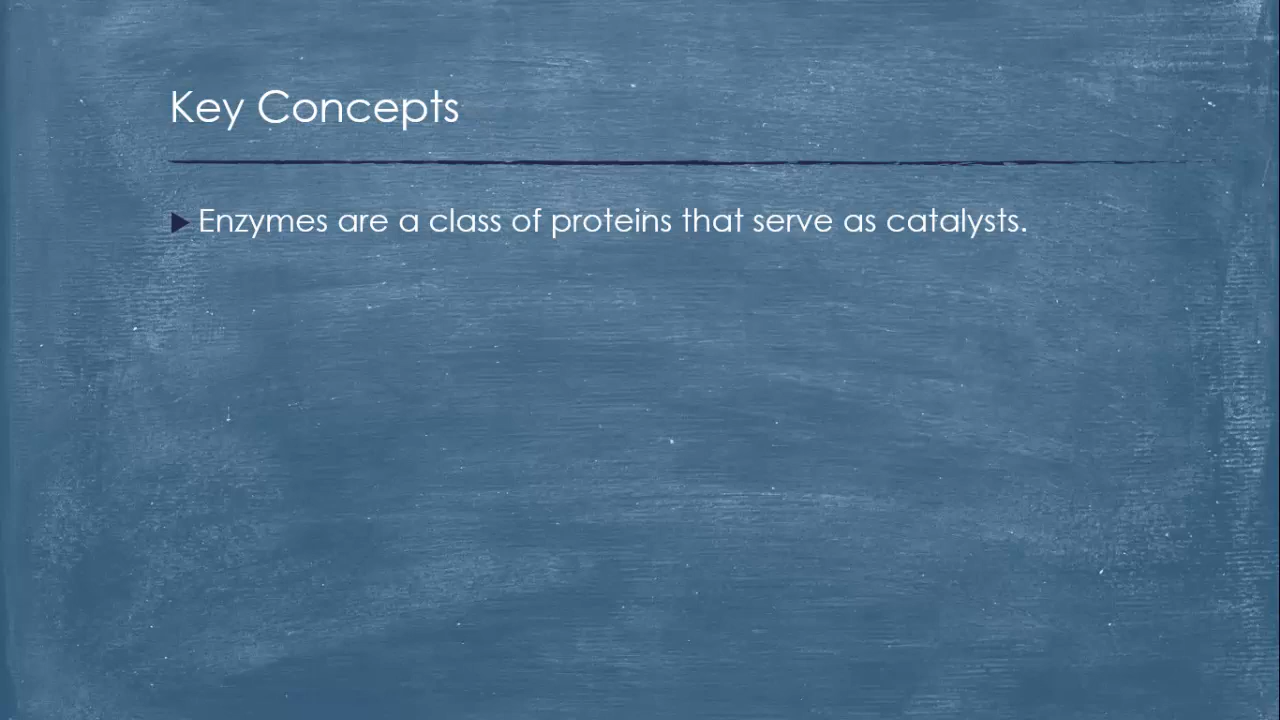 Key Concepts
Enzymes are a class of proteins that serve as catalysts.